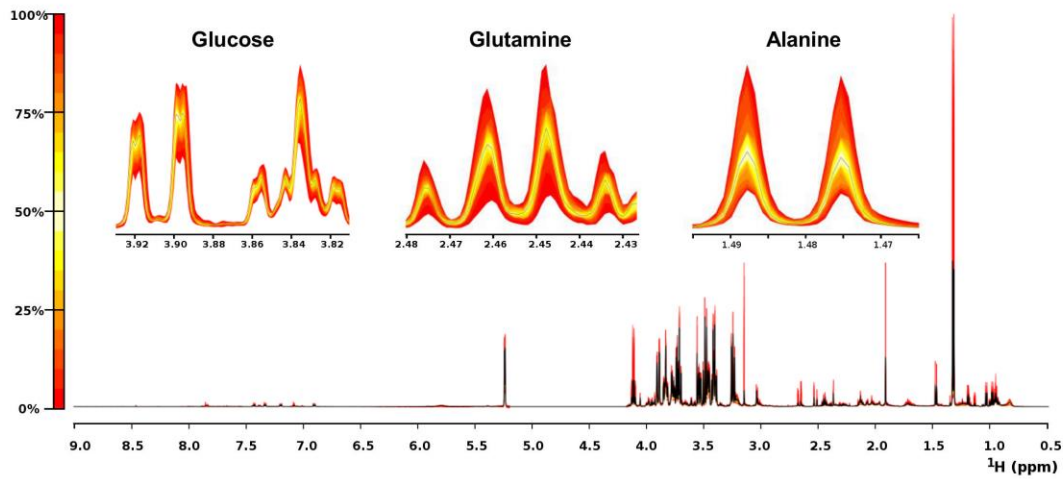 100%
75%
50%
25%
0%
Glucose
Glutamine
Alanine
3.92 3.90 3.88 3.86 3.84 3.82
2.48 2.47 2.46 2.45 2.44 2.43
1.49 1.48 1.47
9.0 8.5 8.0 7.5 7.0 6.5 6.0 5.5 5.0 4.5 4.0 3.5 3.0 2.5 2.0 1.5 1.0 0.5
¹H (ppm)